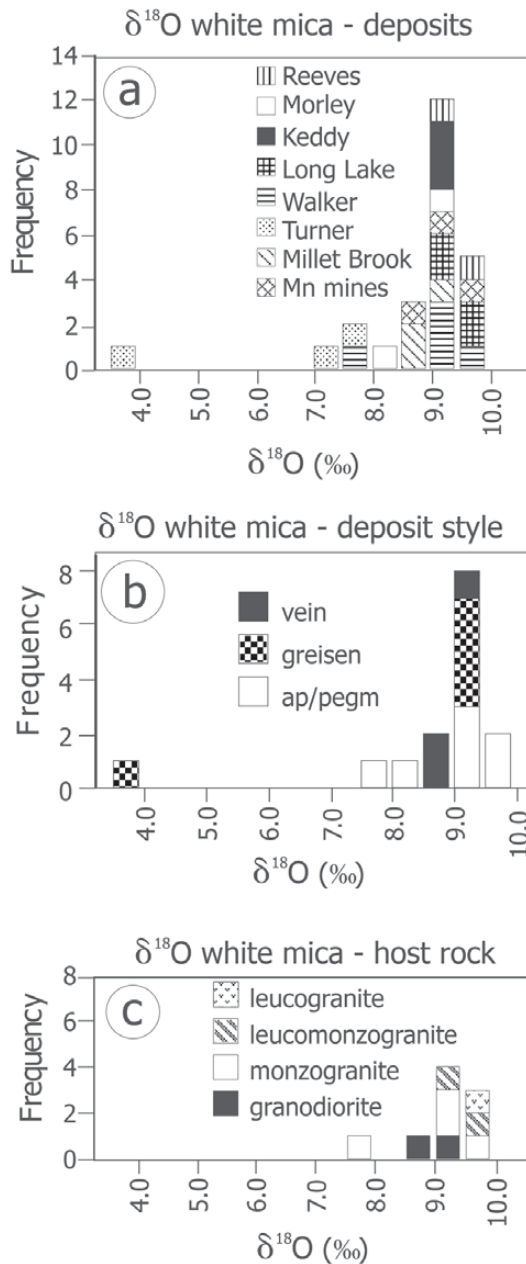 δ¹⁸O white mica - deposits
a
14
12
10
8
6
4
2
0
Frequency
Reeves
Morley
Keddy
Long Lake
Walker
Turner
Millet Brook
Mn mines
4.0 5.0 6.0 7.0 8.0 9.0 10.0
δ¹⁸O (‰)
δ¹⁸O white mica - deposit style
b
8
6
4
2
0
Frequency
vein
greisen
ap/pegm
4.0 5.0 6.0 7.0 8.0 9.0 10.0
δ¹⁸O (‰)
δ¹⁸O white mica - host rock
c
8
6
4
2
0
Frequency
leucogranite
leucomonzogranite
monzogranite
granodiorite
4.0 5.0 6.0 7.0 8.0 9.0 10.0
δ¹⁸O (‰)